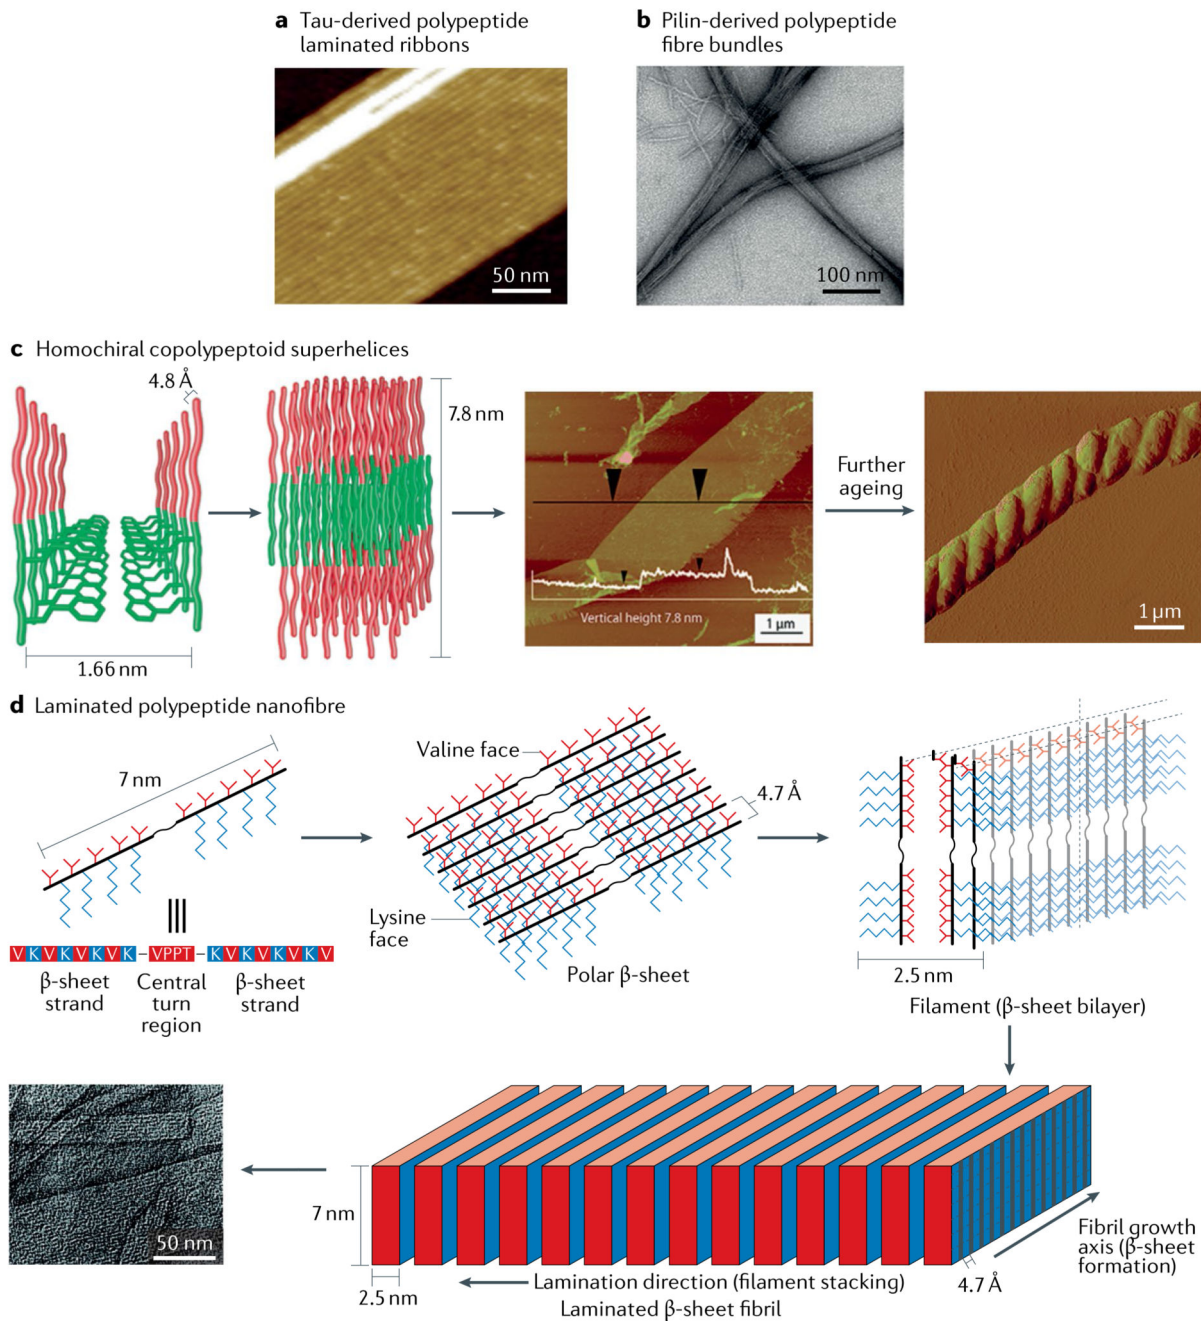 a Tau-derived polypeptide
laminated ribbons
50 nm
b Pilin-derived polypeptide
fibre bundles
100 nm
c Homochiral copolypeptoid superhelices
4.8 Å
1.66 nm
7.8 nm
Vertical height 7.8 nm
1 µm
Further
ageing
1 µm
d Laminated polypeptide nanofibre
7 nm
V K V K V K V K – VPPT – K V K V K V K V
β-sheet
strand
Central
turn
region
β-sheet
strand
Valine face
4.7 Å
Lysine
face
Polar β-sheet
2.5 nm
Filament (β-sheet bilayer)
50 nm
7 nm
2.5 nm
Lamination direction (filament stacking)
Laminated β-sheet fibril
4.7 Å
Fibril growth
axis (β-sheet
formation)